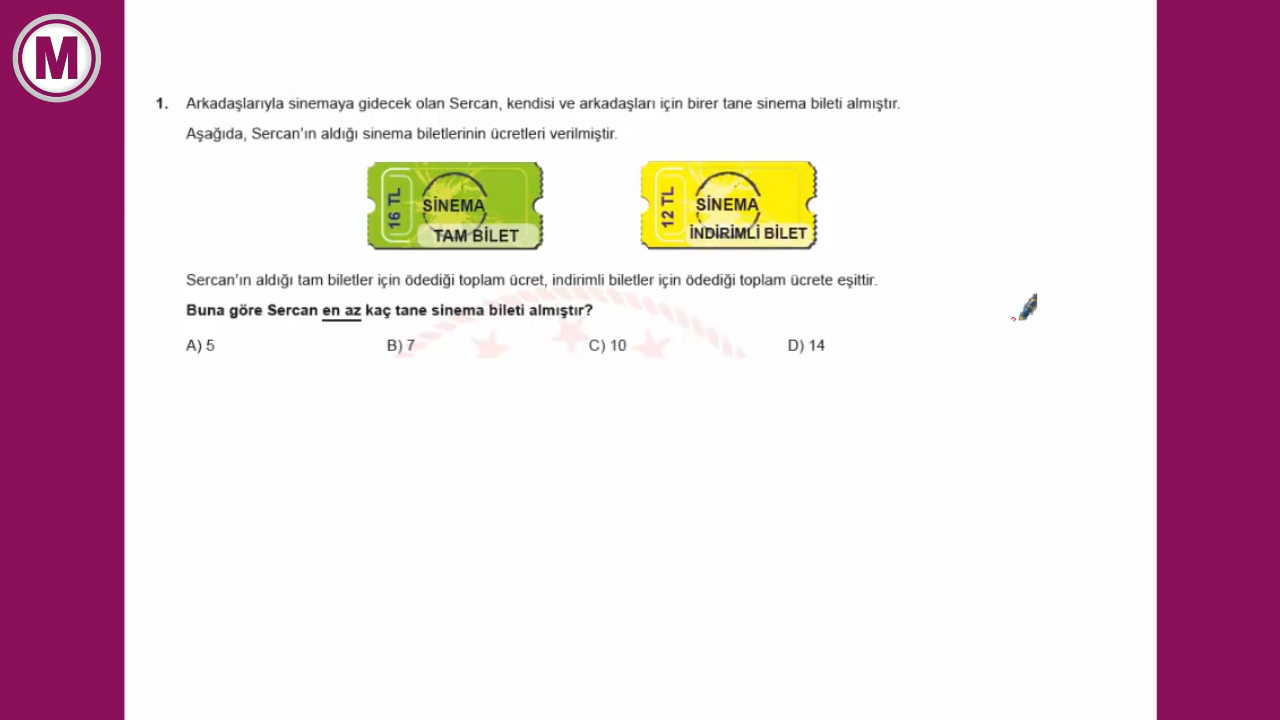 M
1. Arkadaşlarıyla sinemaya gidecek olan Sercan, kendisi ve arkadaşları için birer tane sinema bileti almıştır.
Aşağıda, Sercan'ın aldığı sinema biletlerinin ücretleri verilmiştir.
16 TL SİNEMA TAM BİLET
12 TL SİNEMA İNDİRİMLİ BİLET
Sercan'ın aldığı tam biletler için ödediği toplam ücret, indirimli biletler için ödediği toplam ücrete eşittir.
Buna göre Sercan en az kaç tane sinema bileti almıştır?
A) 5 B) 7 C) 10 D) 14